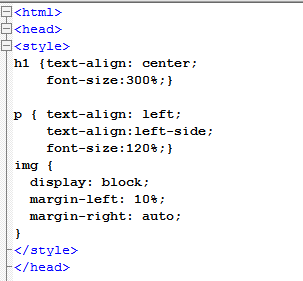 <html>
<head>
<style>
h1 {text-align: center;
font-size:300%;}
p { text-align: left;
text-align:left-side;
font-size:120%;}
img {
display: block;
margin-left: 10%;
margin-right: auto;
}
</style>
</head>